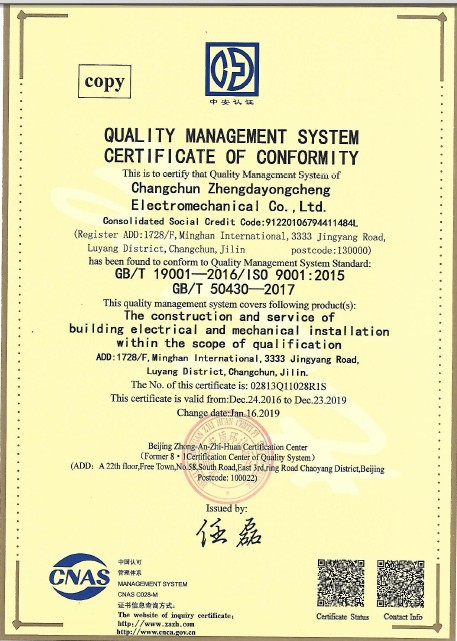 copy
中安认证
QUALITY MANAGEMENT SYSTEM
CERTIFICATE OF CONFORMITY
This is to certify that Quality Management System of
Changchun Zhengdayongcheng
Electromechanical Co.,Ltd.
Consolidated Social Credit Code:91220106794411484L
(Register ADD:1728/F,Minghan International,3333 Jingyang Road,
Luyang District,Changchun,Jilin postcode:130000)
has been found to conform to Quality Management System Standard:
GB/T 19001—2016/ISO 9001:2015
GB/T 50430—2017
This quality management system covers following product(s):
The construction and service of
building electrical and mechanical installation
within the scope of qualification
ADD:1728/F,Minghan International,3333 Jingyang Road,
Luyang District,Changchun,Jilin.
The No. of this certificate is: 02813Q11028R1S
This certificate is valid from:Dec.24.2016 to Dec.23.2019
Change date:Jan.16.2019
Beijing Zhong-An-Zhi-Huan Certification Center
(Former 8·1Certification Center of Quality System)
(ADD: A 22th floor,Free Town,No.58,South Road,East 3rd,ring Road Chaoyang District,Beijing
Postcode: 100022)
Issued by:
任磊
CNAS
中国认可
管理体系
MANAGEMENT SYSTEM
CNAS C028-M
证书信息查询方式:
The website of inquiry certificate:
http://www.zazh.com
http://www.cnca.gov.cn
Certificate Status
Contact Info